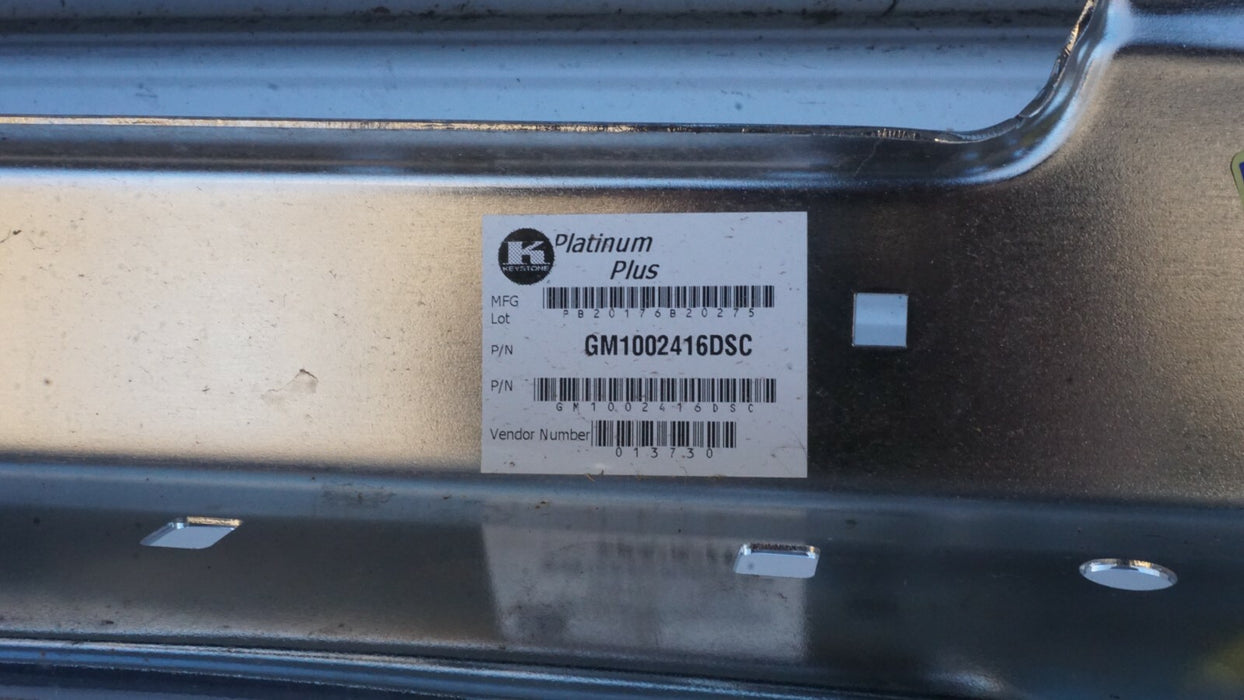 K
KEYSTONE
Platinum
Plus
MFG
Lot
PB20176B20275
P/N GM1002416DSC
P/N
GM1002416DSC
Vendor Number
013730